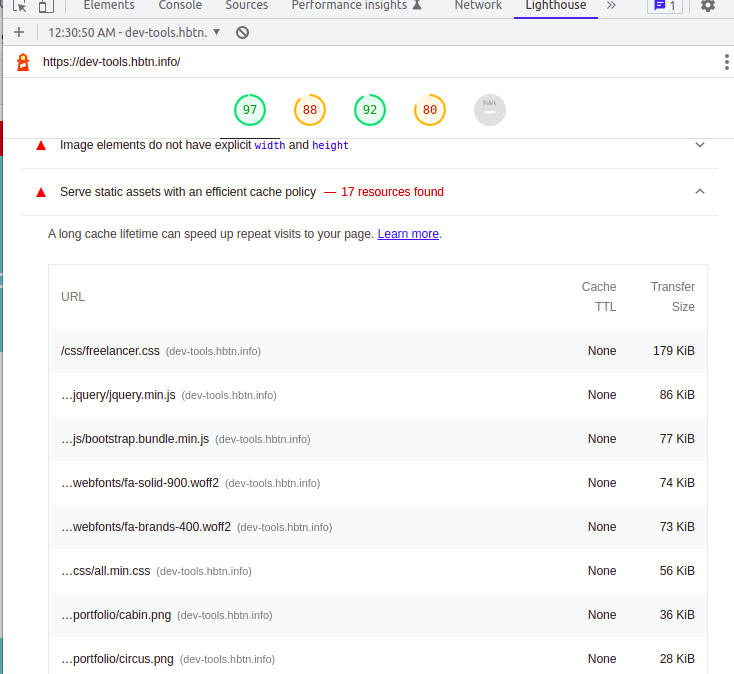 Elements Console Sources Performance insights Network Lighthouse 1
12:30:50 AM - dev-tools.hbtn.
https://dev-tools.hbtn.info/
97 88 92 80 PWA
Image elements do not have explicit width and height
Serve static assets with an efficient cache policy — 17 resources found
A long cache lifetime can speed up repeat visits to your page. Learn more.
URL Cache TTL Transfer Size
/css/freelancer.css (dev-tools.hbtn.info) None 179 KiB
…jquery/jquery.min.js (dev-tools.hbtn.info) None 86 KiB
…js/bootstrap.bundle.min.js (dev-tools.hbtn.info) None 77 KiB
…webfonts/fa-solid-900.woff2 (dev-tools.hbtn.info) None 74 KiB
…webfonts/fa-brands-400.woff2 (dev-tools.hbtn.info) None 73 KiB
…css/all.min.css (dev-tools.hbtn.info) None 56 KiB
…portfolio/cabin.png (dev-tools.hbtn.info) None 36 KiB
…portfolio/circus.png (dev-tools.hbtn.info) None 28 KiB